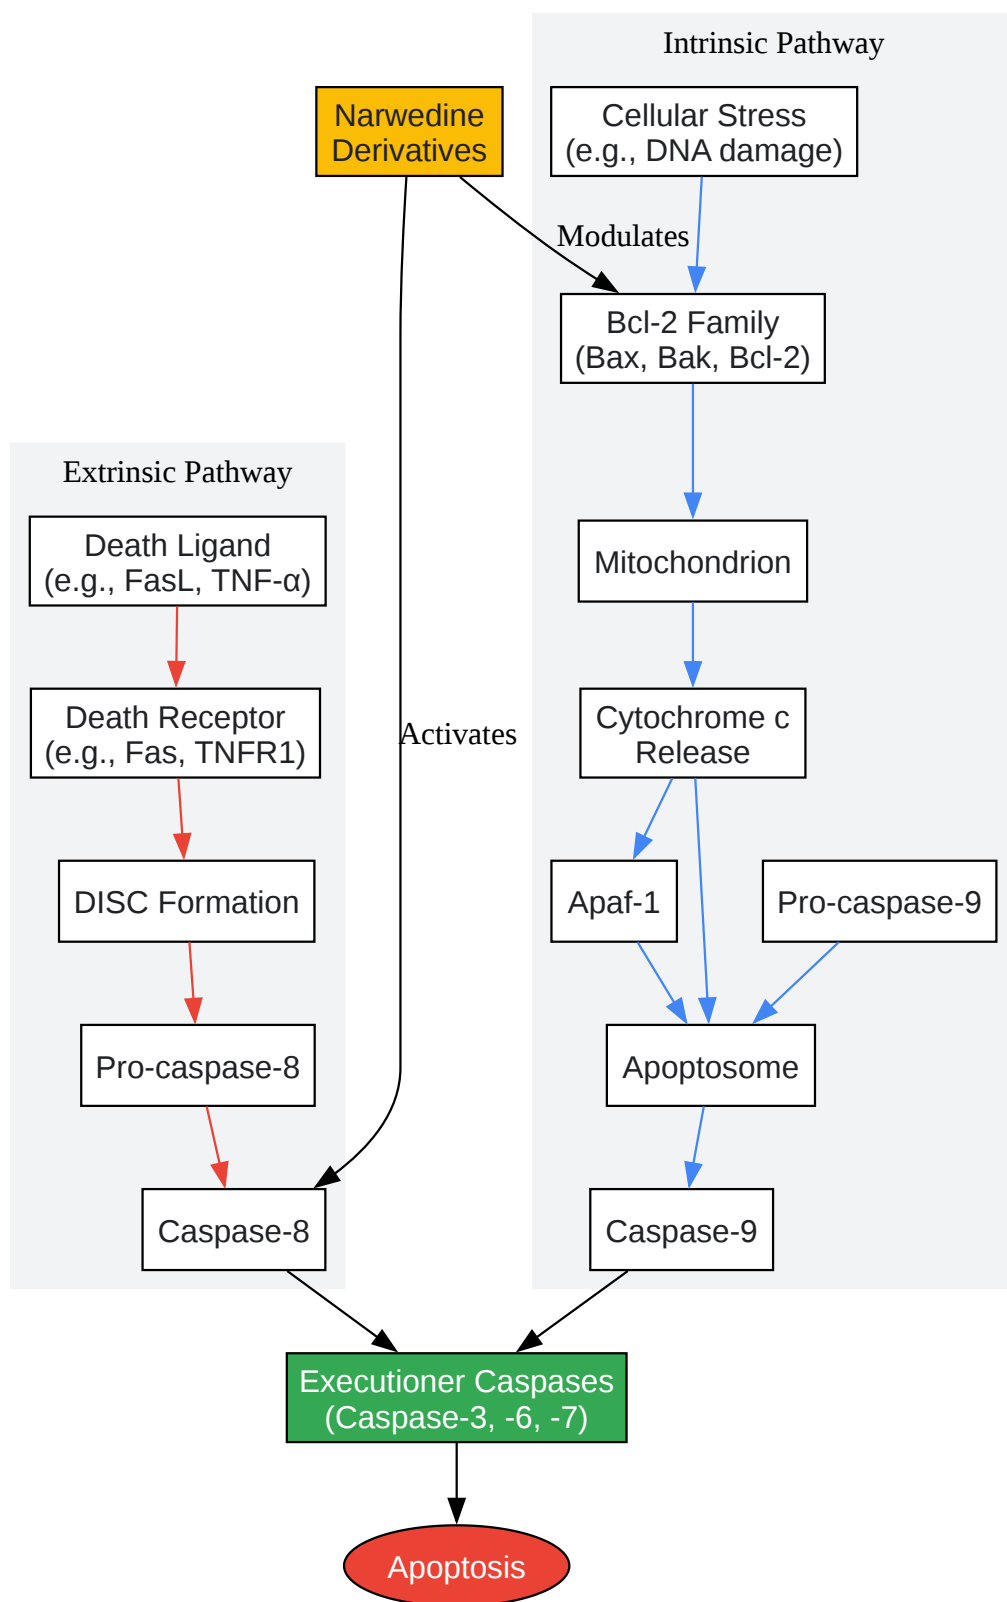 Intrinsic Pathway
Narwedine
Derivatives
Cellular Stress
(e.g., DNA damage)
Modulates
Bcl-2 Family
(Bax, Bak, Bcl-2)
Extrinsic Pathway
Death Ligand
(e.g., FasL, TNF-α)
Mitochondrion
Death Receptor
(e.g., Fas, TNFR1)
Activates
Cytochrome c
Release
DISC Formation
Apaf-1
Pro-caspase-9
Pro-caspase-8
Apoptosome
Caspase-8
Caspase-9
Executioner Caspases
(Caspase-3, -6, -7)
Apoptosis